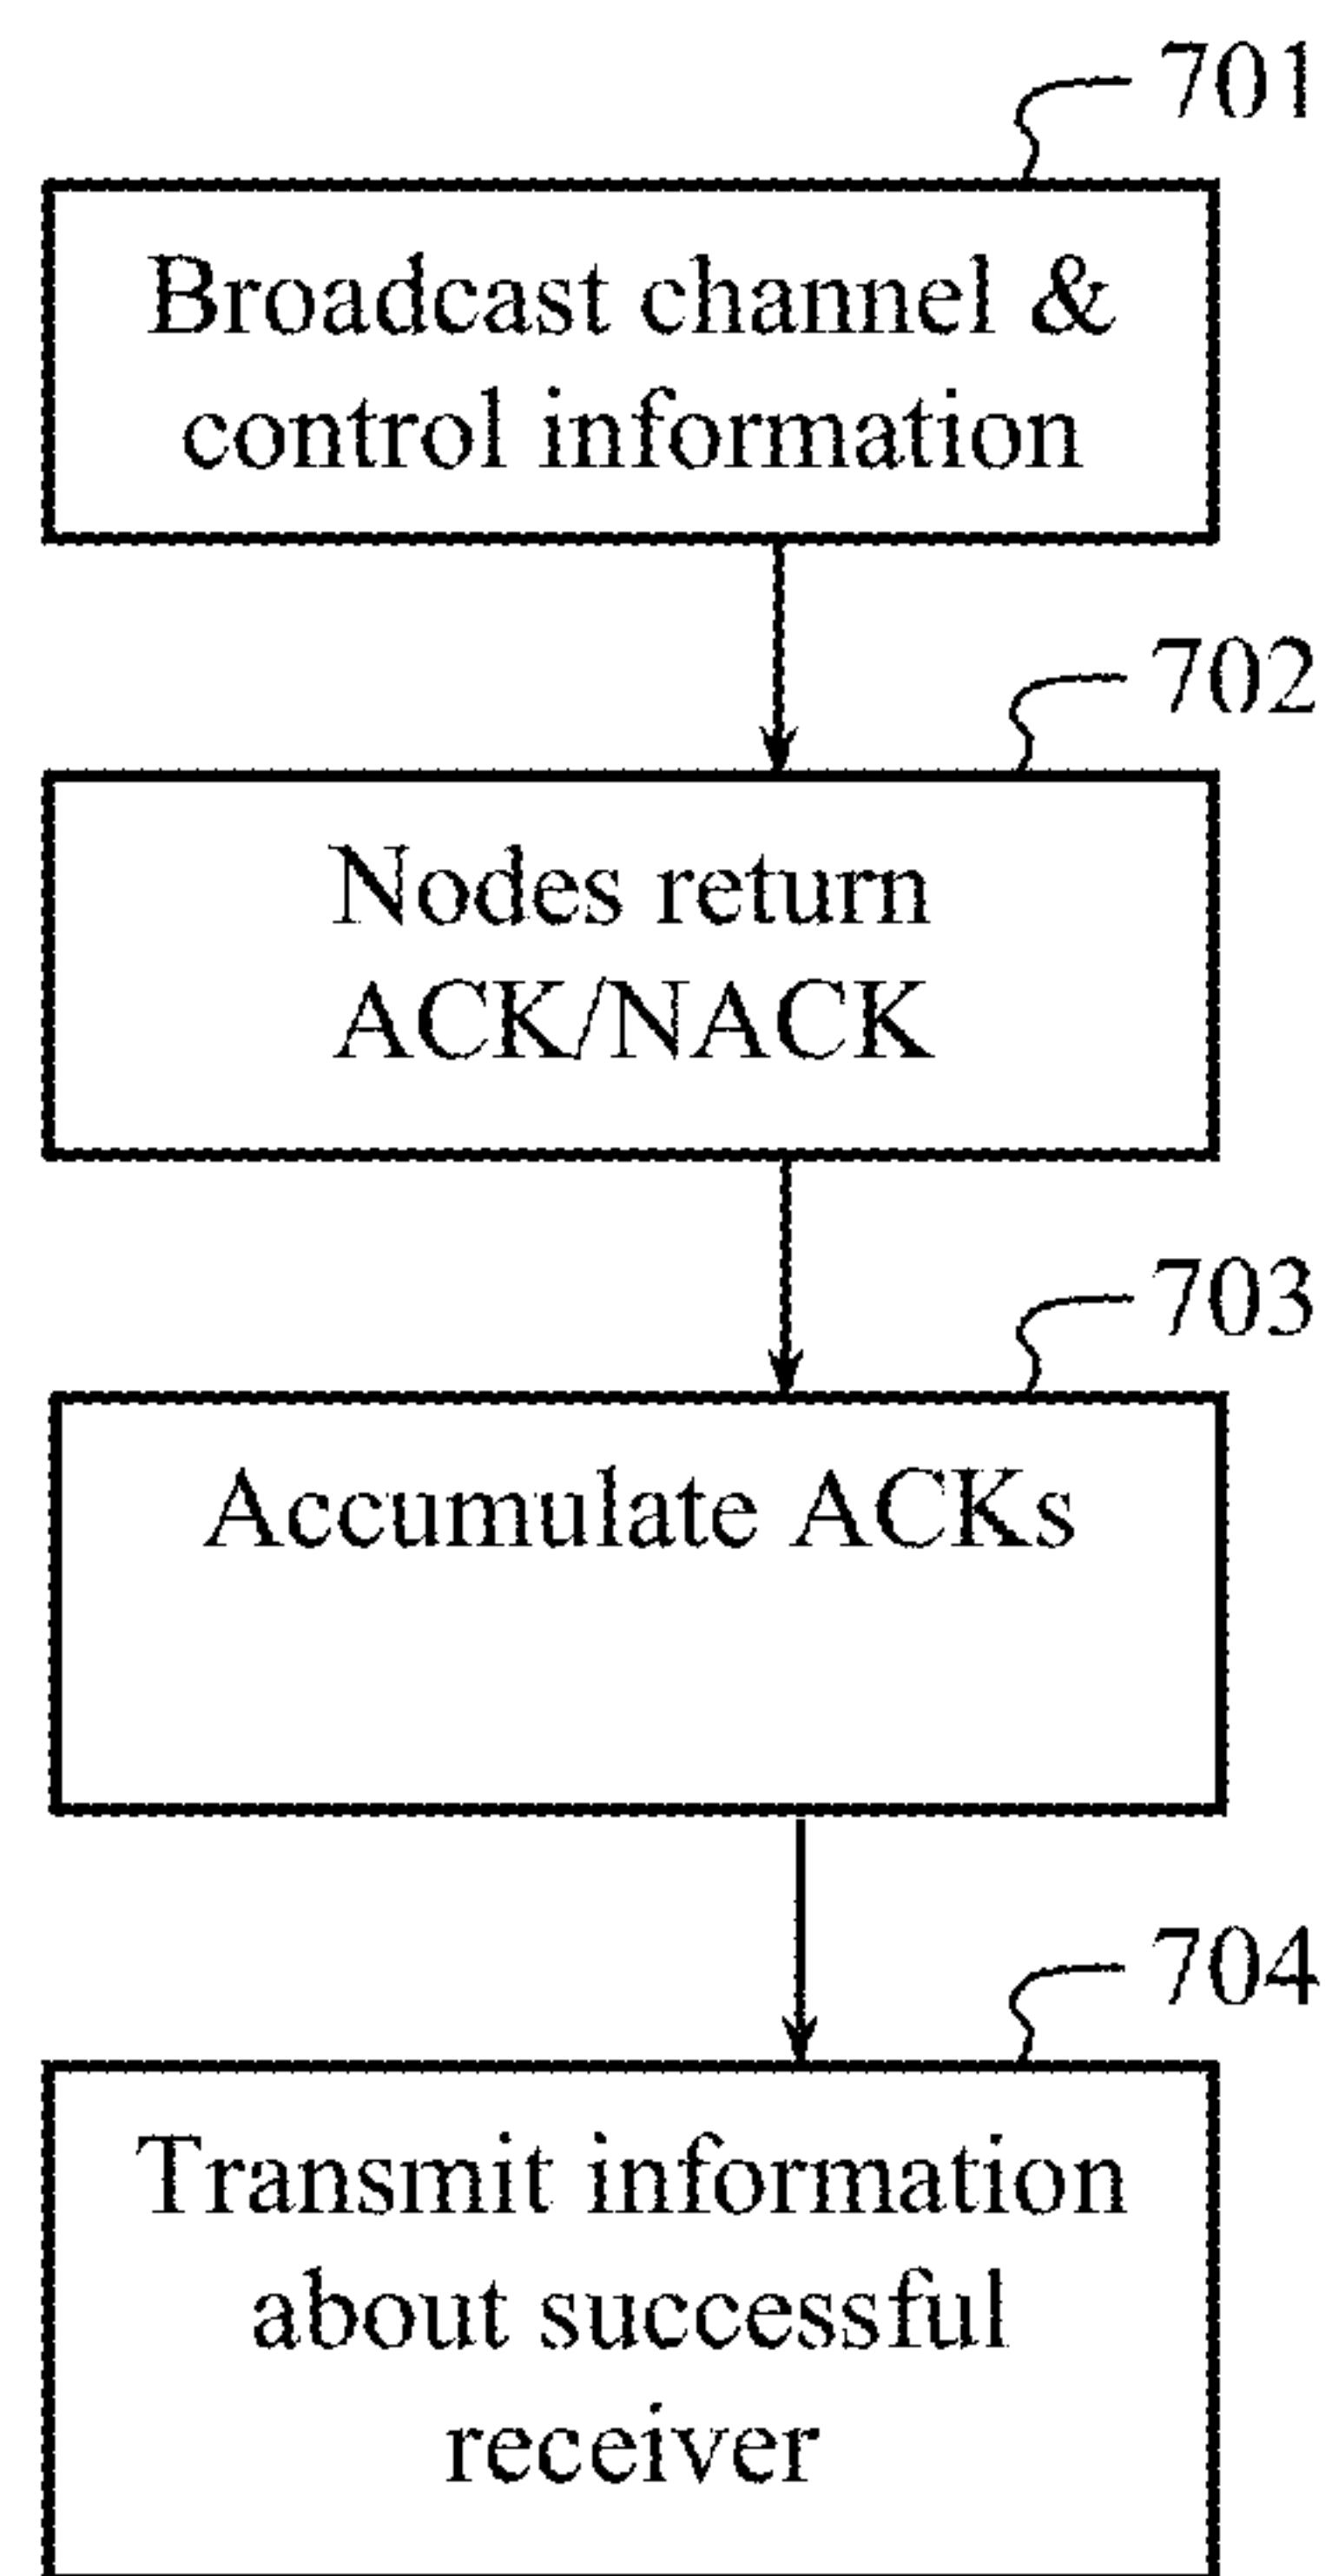 701
Broadcast channel &
control information
702
Nodes return
ACK/NACK
703
Accumulate ACKs
704
Transmit information
about successful
receiver